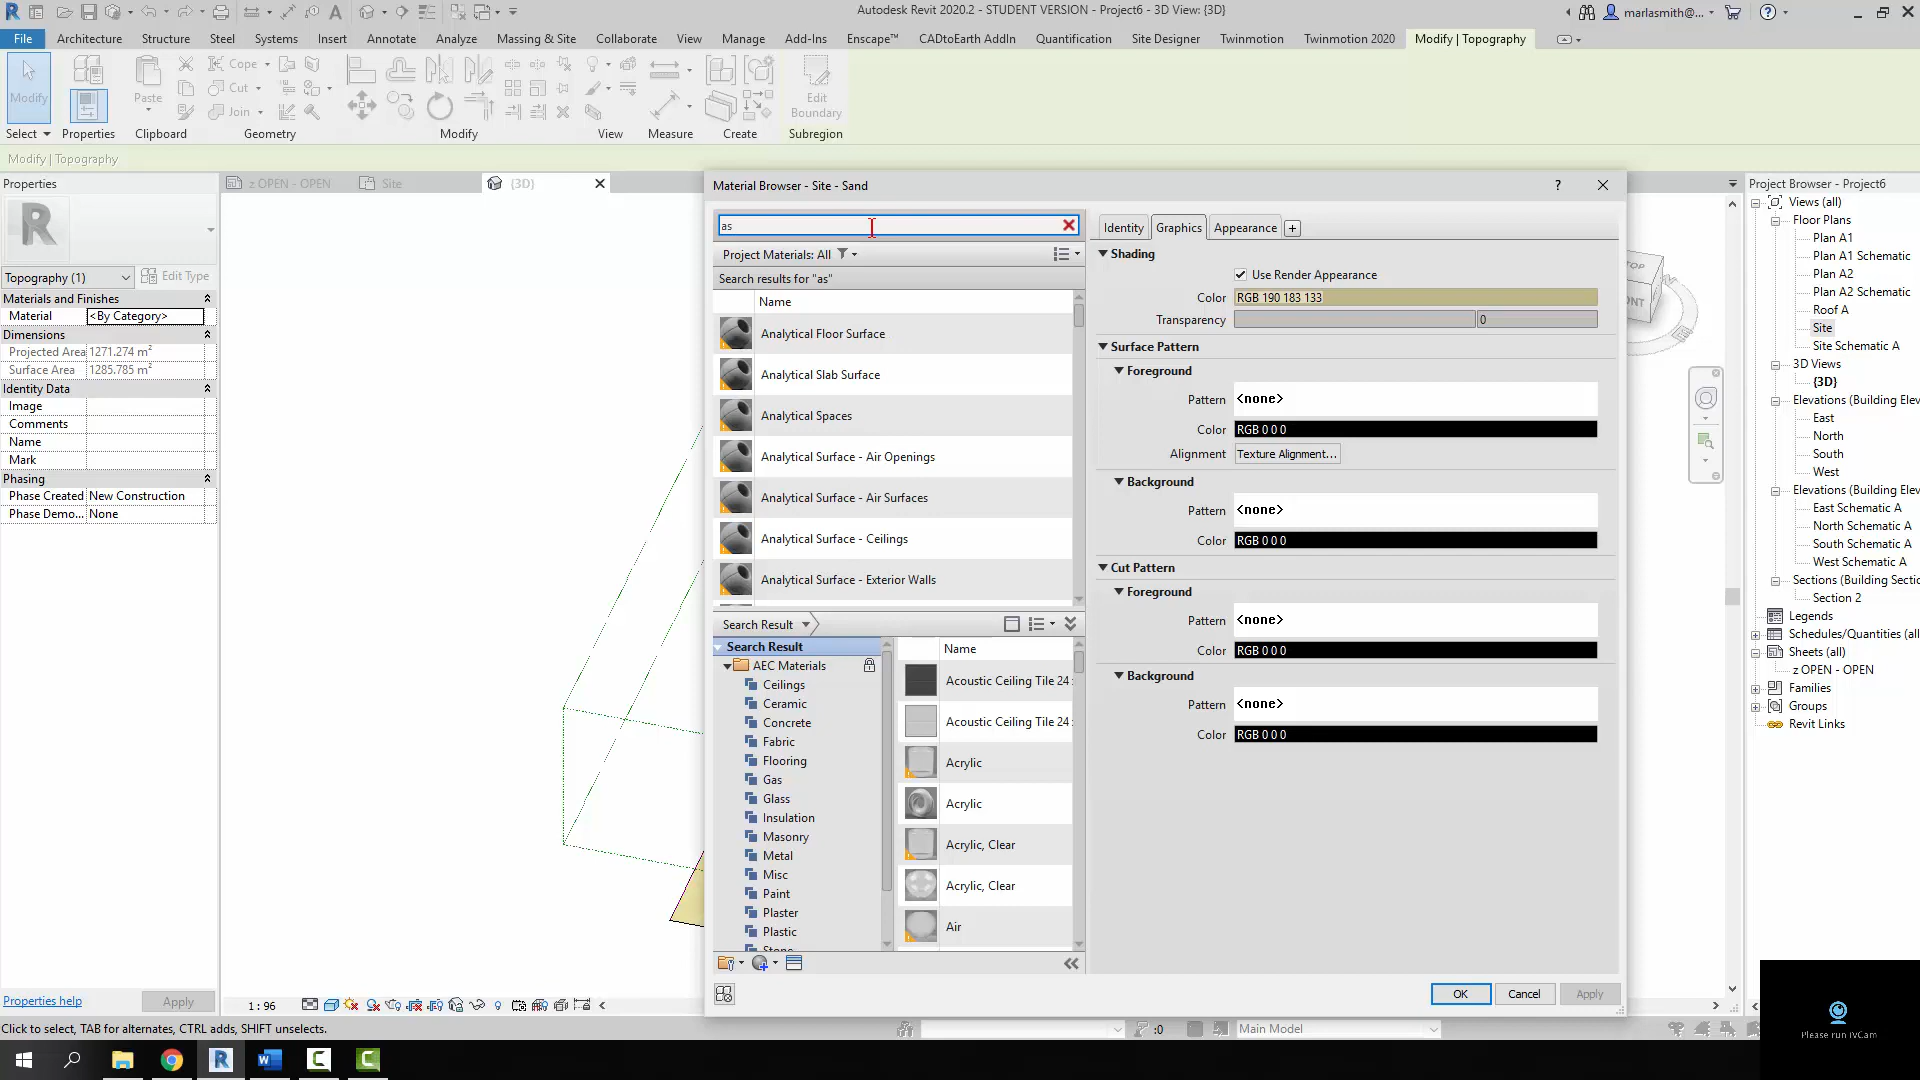 Autodesk Revit 2020.2 - STUDENT VERSION - Project6 - 3D View: {3D}
marlasmith@...
File Architecture Structure Steel Systems Insert Annotate Analyze Massing & Site Collaborate View Manage Add-Ins Enscape™ CADtoEarth AddIn Quantification Site Designer Twinmotion Twinmotion 2020 Modify | Topography
Modify
Paste
Cope
Cut
Join
Edit
Boundary
Select Properties Clipboard Geometry Modify View Measure Create Subregion
Modify | Topography
Properties
z OPEN - OPEN
Site
{3D}
Topography (1)
Edit Type
Materials and Finishes
Material <By Category>
Dimensions
Projected Area 1271.274 m²
Surface Area 1285.785 m²
Identity Data
Image
Comments
Name
Mark
Phasing
Phase Created New Construction
Phase Demo... None
Properties help
Apply
Material Browser - Site - Sand
?
as
Project Materials: All
Search results for "as"
Name
Analytical Floor Surface
Analytical Slab Surface
Analytical Spaces
Analytical Surface - Air Openings
Analytical Surface - Air Surfaces
Analytical Surface - Ceilings
Analytical Surface - Exterior Walls
Search Result
Search Result
AEC Materials
Ceilings
Ceramic
Concrete
Fabric
Flooring
Gas
Glass
Insulation
Masonry
Metal
Misc
Paint
Plaster
Plastic
Stone
Name
Acoustic Ceiling Tile 24
Acoustic Ceiling Tile 24
Acrylic
Acrylic
Acrylic, Clear
Acrylic, Clear
Air
Identity Graphics Appearance +
Shading
Use Render Appearance
Color RGB 190 183 133
Transparency 0
Surface Pattern
Foreground
Pattern <none>
Color RGB 0 0 0
Alignment Texture Alignment...
Background
Pattern <none>
Color RGB 0 0 0
Cut Pattern
Foreground
Pattern <none>
Color RGB 0 0 0
Background
Pattern <none>
Color RGB 0 0 0
OK Cancel Apply
TOP
Project Browser - Project6
Views (all)
Floor Plans
Plan A1
Plan A1 Schematic
Plan A2
Plan A2 Schematic
Roof A
Site
Site Schematic A
3D Views
{3D}
Elevations (Building Elev
East
North
South
West
Elevations (Building Elev
East Schematic A
North Schematic A
South Schematic A
West Schematic A
Sections (Building Sectio
Section 2
Legends
Schedules/Quantities (all
Sheets (all)
z OPEN - OPEN
Families
Groups
Revit Links
1 : 96
Click to select, TAB for alternates, CTRL adds, SHIFT unselects.
:0
Main Model
Please run iVCam